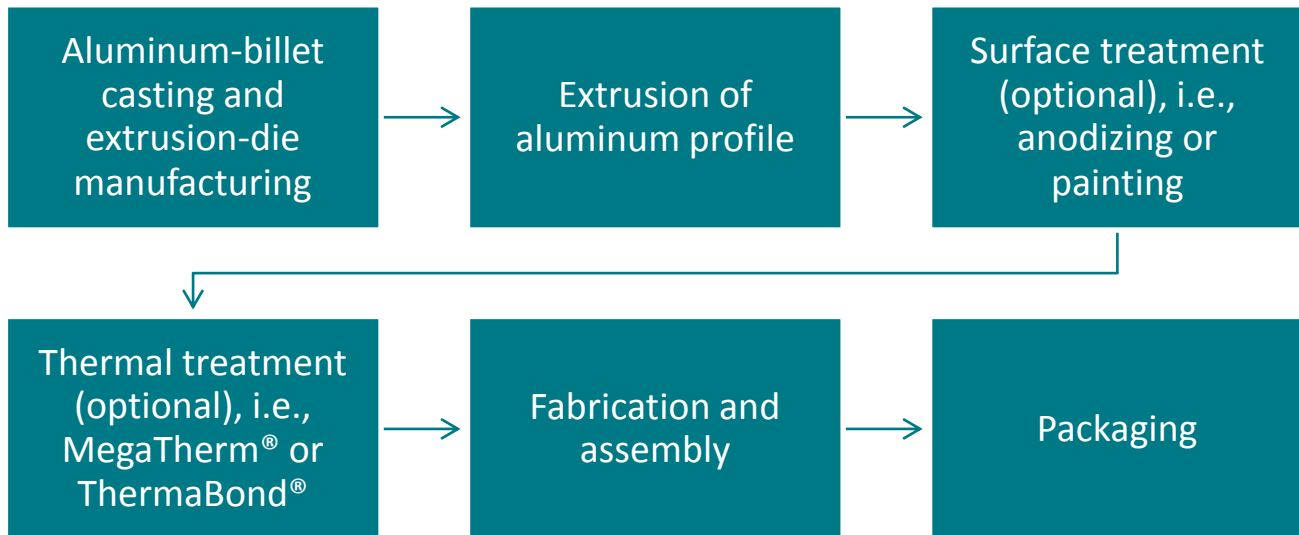 Aluminum-billet
casting and
extrusion-die
manufacturing
Extrusion of
aluminum profile
Surface treatment
(optional), i.e.,
anodizing or
painting
Thermal treatment
(optional), i.e.,
MegaTherm® or
ThermaBond®
Fabrication and
assembly
Packaging